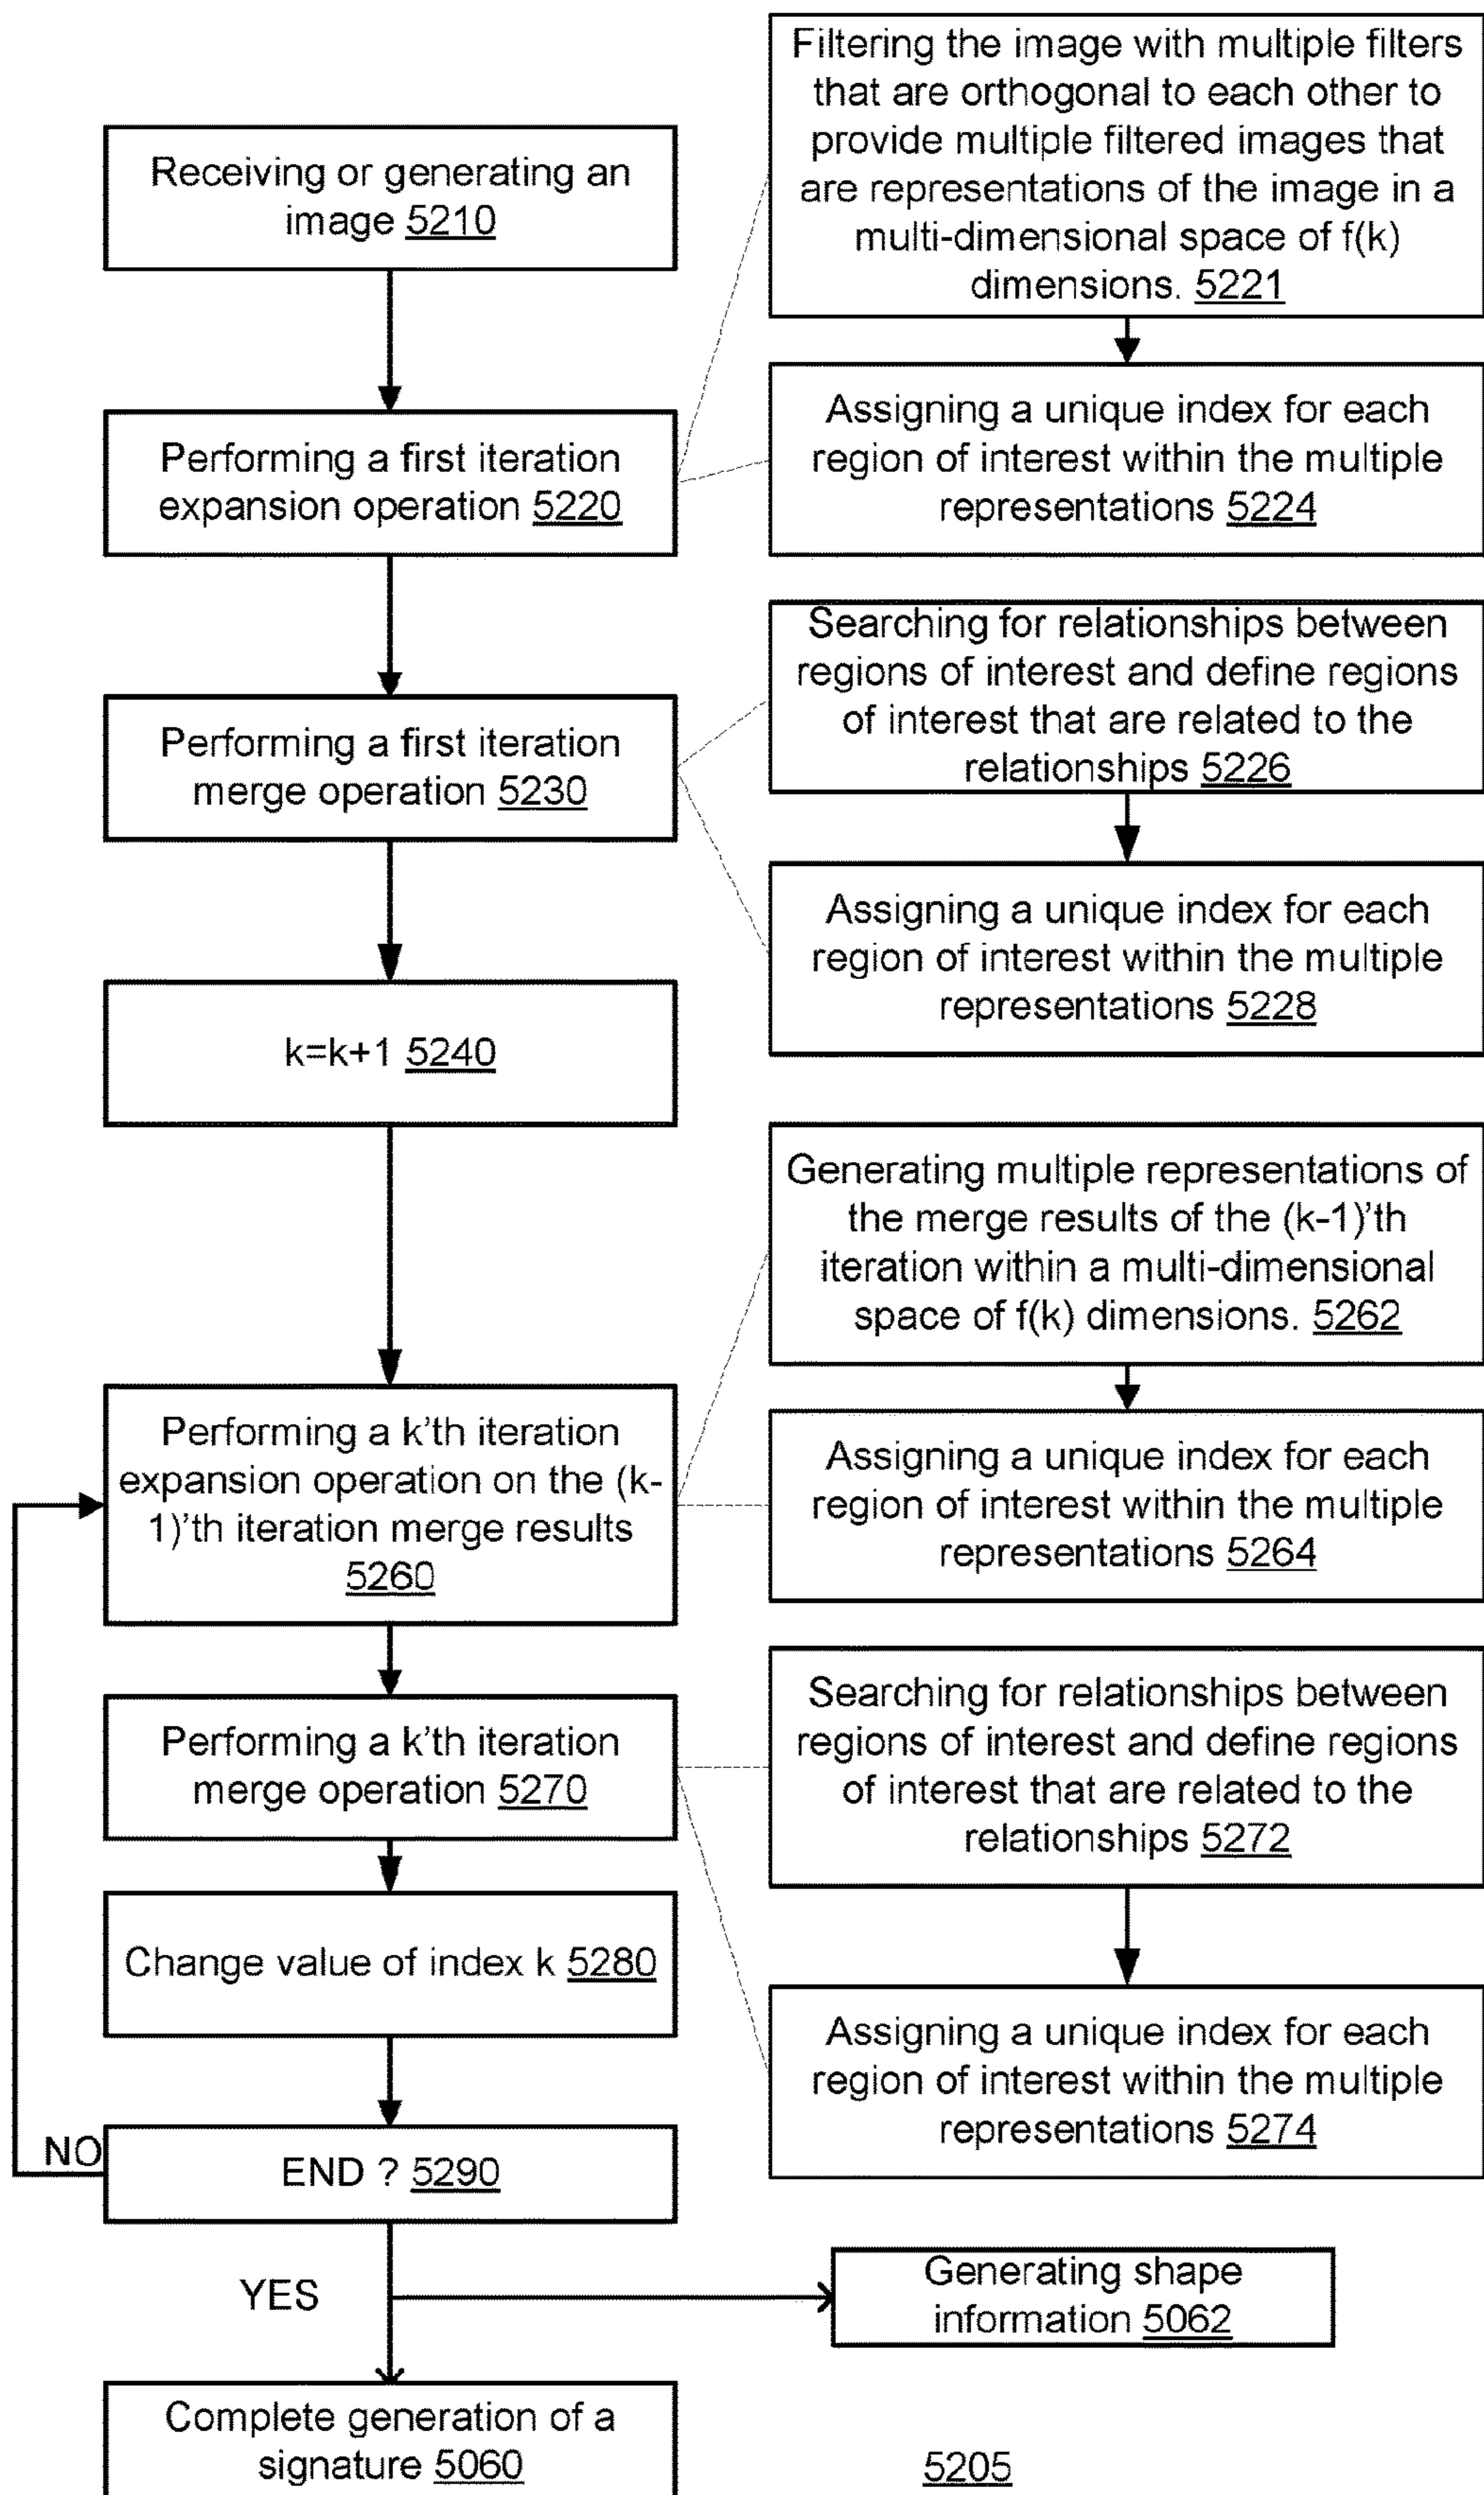 Receiving or generating an
image 5210
Filtering the image with multiple filters
that are orthogonal to each other to
provide multiple filtered images that
are representations of the image in a
multi-dimensional space of f(k)
dimensions. 5221
Performing a first iteration
expansion operation 5220
Assigning a unique index for each
region of interest within the multiple
representations 5224
Performing a first iteration
merge operation 5230
Searching for relationships between
regions of interest and define regions
of interest that are related to the
relationships 5226
Assigning a unique index for each
region of interest within the multiple
representations 5228
k=k+1 5240
Performing a k'th iteration
expansion operation on the (k-
1)'th iteration merge results
5260
Generating multiple representations of
the merge results of the (k-1)'th
iteration within a multi-dimensional
space of f(k) dimensions. 5262
Assigning a unique index for each
region of interest within the multiple
representations 5264
Performing a k'th iteration
merge operation 5270
Searching for relationships between
regions of interest and define regions
of interest that are related to the
relationships 5272
Assigning a unique index for each
region of interest within the multiple
representations 5274
Change value of index k 5280
NO
END ? 5290
YES
Generating shape
information 5062
Complete generation of a
signature 5060
5205